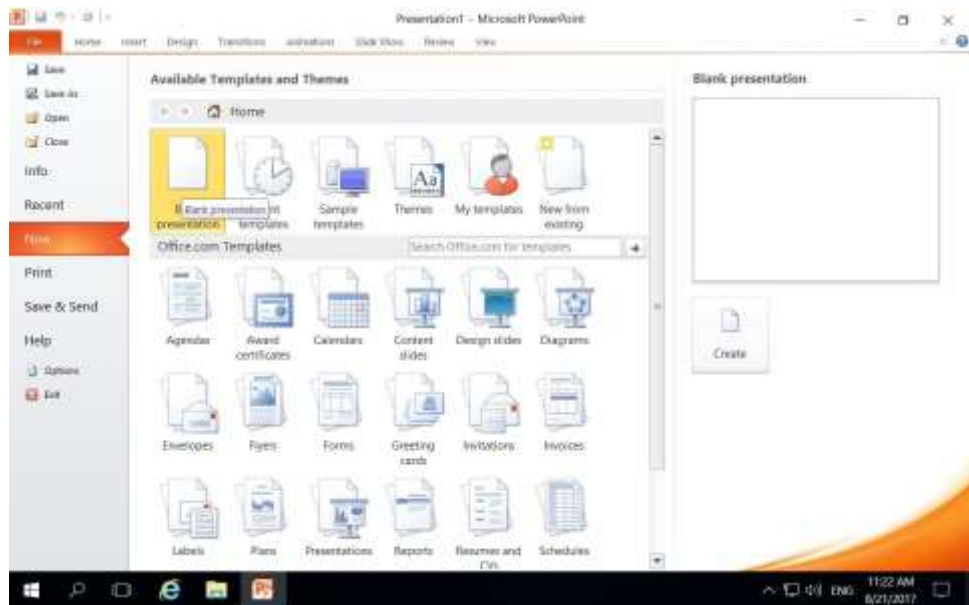 Presentation1 - Microsoft PowerPoint
File Home Insert Design Transitions Animations Slide Show Review View
Save
Save As
Open
Close
Info
Recent
New
Print
Save & Send
Help
Options
Exit
Available Templates and Themes
Home
Blank presentation
presentation
templates
Sample
templates
Themes
My templates
New from
existing
Office.com Templates
Search Office.com for templates
Agendas
Award
certificates
Calendars
Content
slides
Design slides
Diagrams
Envelopes
Flyers
Forms
Greeting
cards
Invitations
Invoices
Labels
Plans
Presentations
Reports
Resumes and
CVs
Schedules
Blank presentation
Create
ENG
11:22 AM
8/21/2017